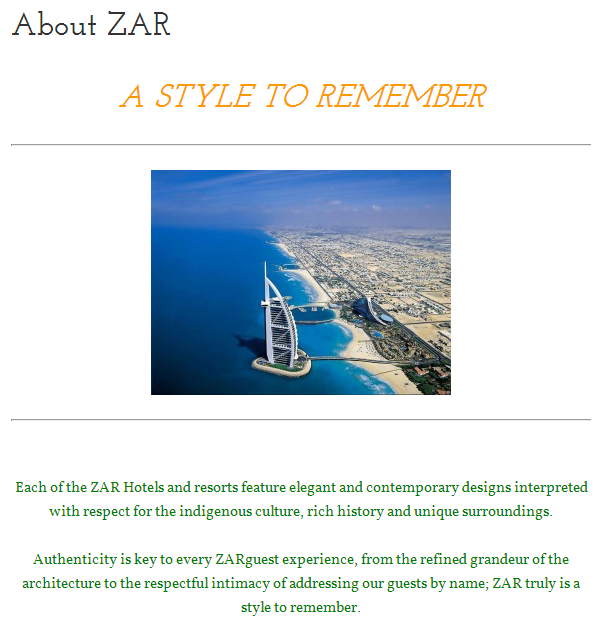 About ZAR
A STYLE TO REMEMBER
Each of the ZAR Hotels and resorts feature elegant and contemporary designs interpreted
with respect for the indigenous culture, rich history and unique surroundings.
Authenticity is key to every ZARguest experience, from the refined grandeur of the
architecture to the respectful intimacy of addressing our guests by name; ZAR truly is a
style to remember.